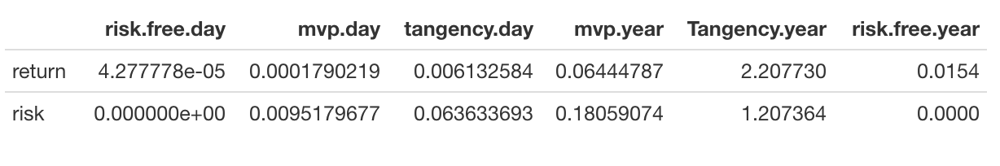 risk.free.day mvp.day tangency.day mvp.year Tangency.year risk.free.year
return 4.277778e-05 0.0001790219 0.006132584 0.06444787 2.207730 0.0154
risk 0.000000e+00 0.0095179677 0.063633693 0.18059074 1.207364 0.0000